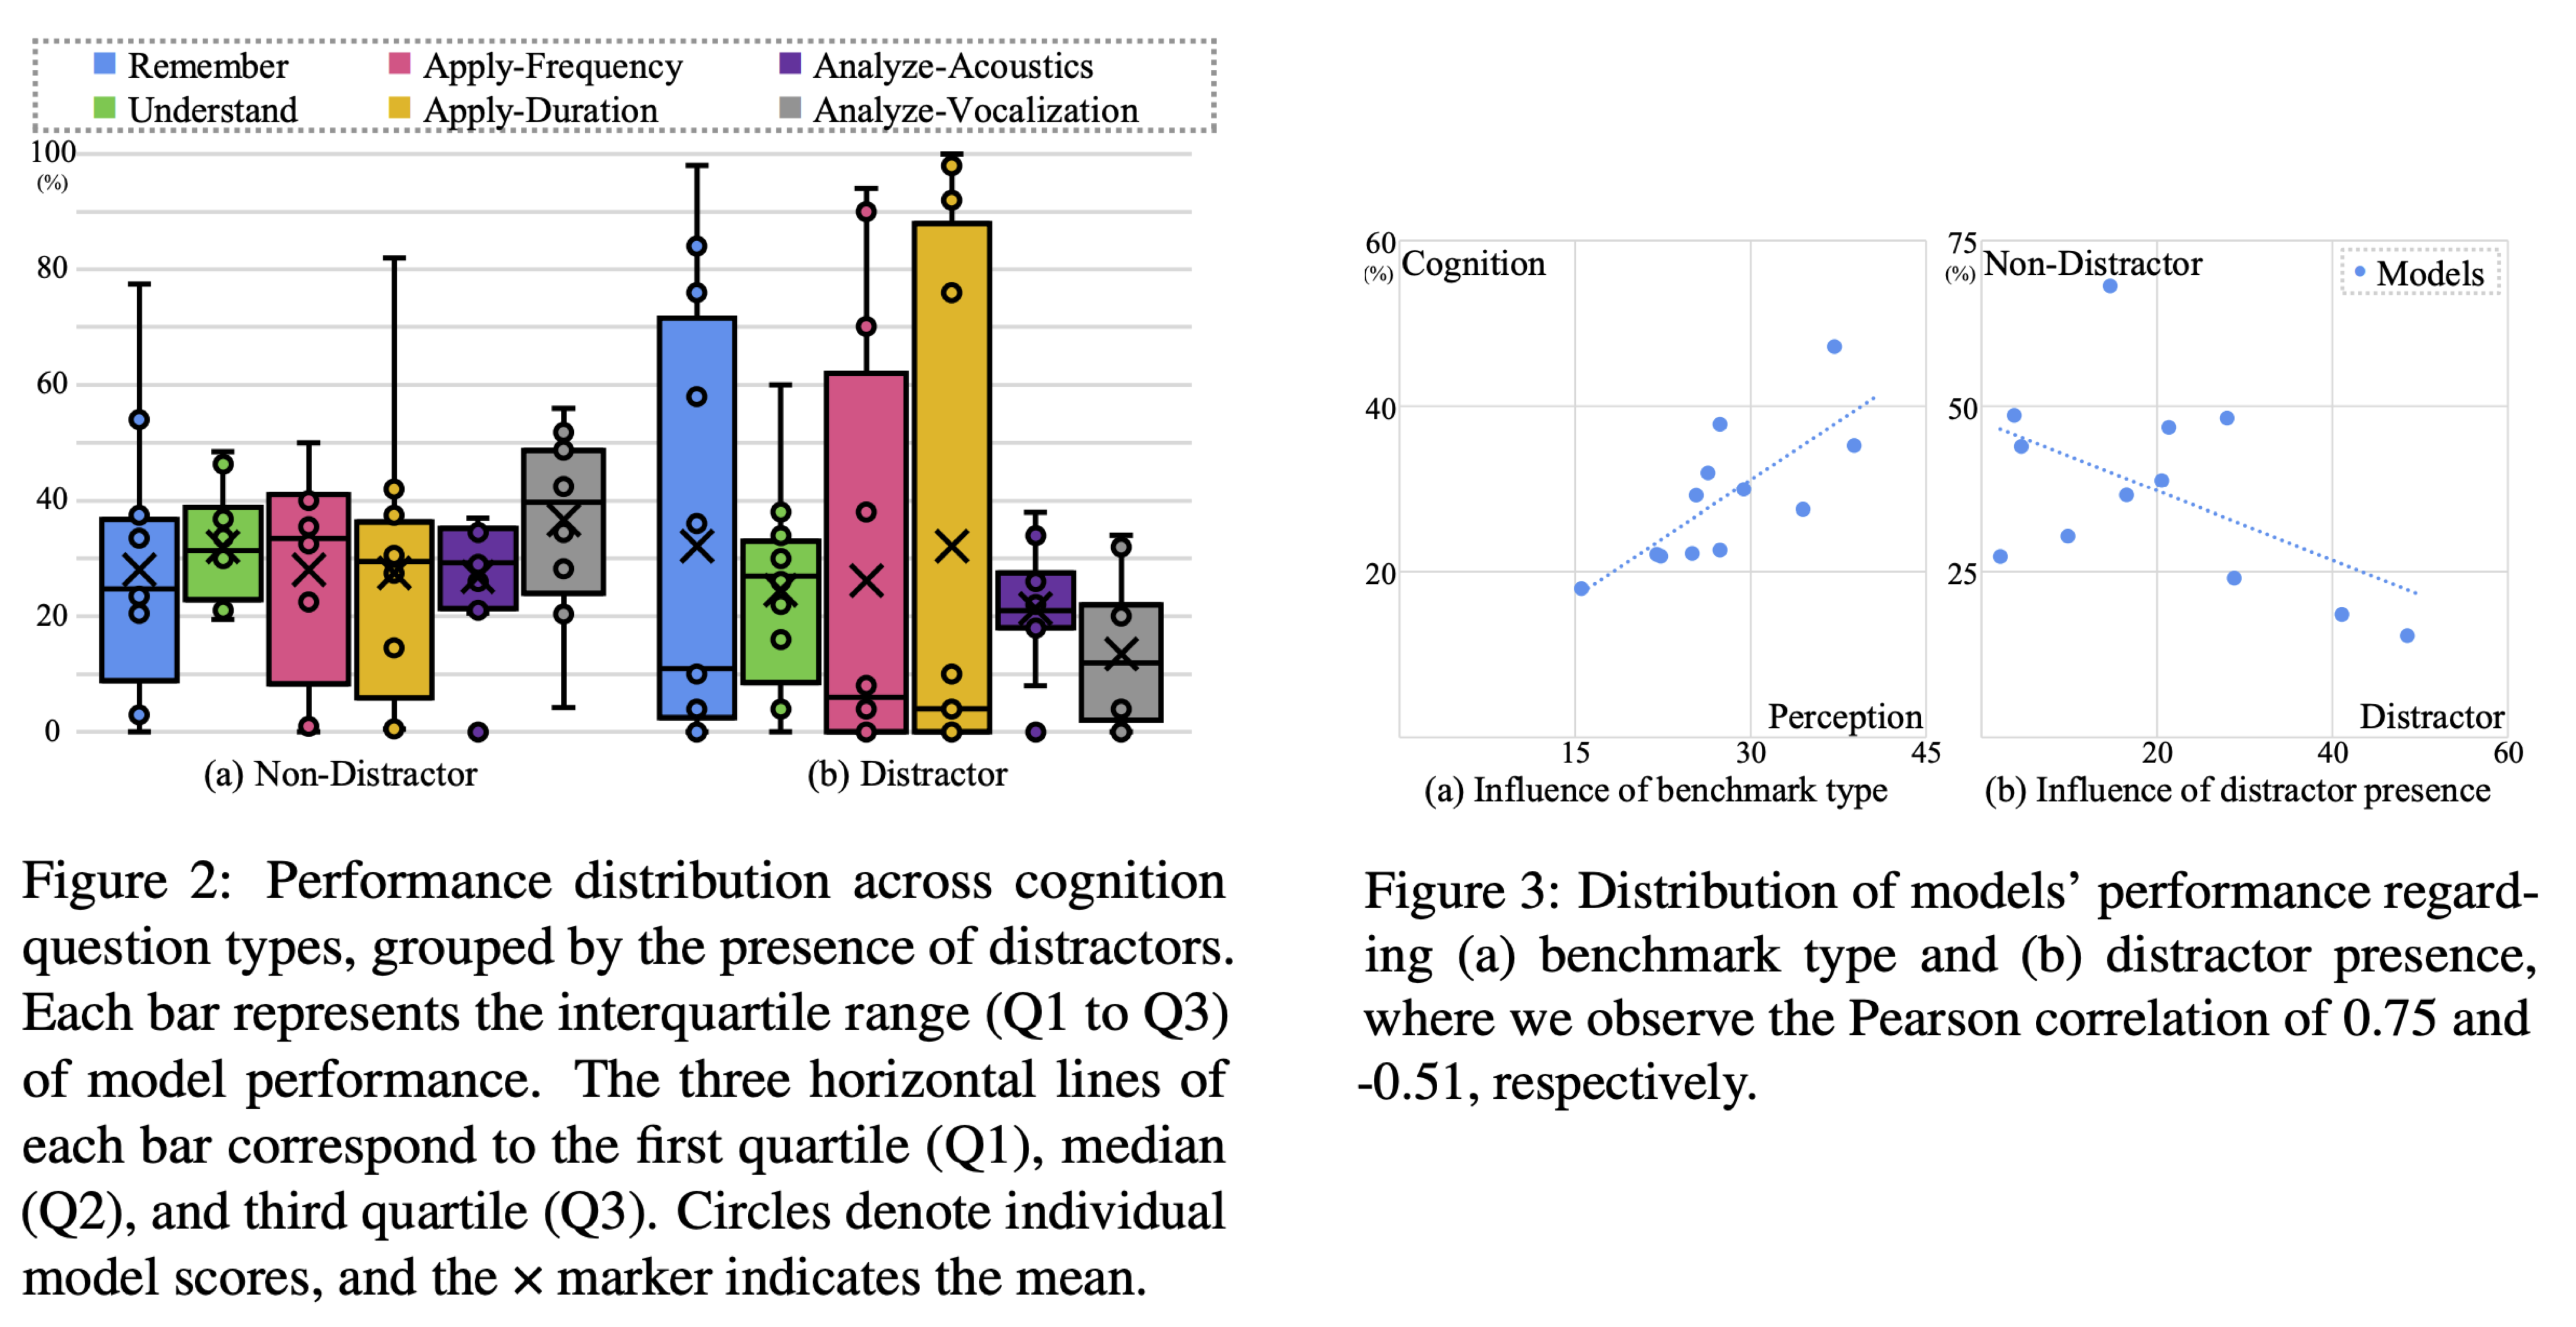 Remember
Apply-Frequency
Analyze-Acoustics
Understand
Apply-Duration
Analyze-Vocalization
100
(%)
80
60
40
20
0
(a) Non-Distractor
(b) Distractor
Figure 2: Performance distribution across cognition
question types, grouped by the presence of distractors.
Each bar represents the interquartile range (Q1 to Q3)
of model performance. The three horizontal lines of
each bar correspond to the first quartile (Q1), median
(Q2), and third quartile (Q3). Circles denote individual
model scores, and the × marker indicates the mean.
60
(%)
Cognition
40
20
Perception
15
30
45
(a) Influence of benchmark type
75
(%)
Non-Distractor
Models
50
25
Distractor
20
40
60
(b) Influence of distractor presence
Figure 3: Distribution of models' performance regard-
ing (a) benchmark type and (b) distractor presence,
where we observe the Pearson correlation of 0.75 and
-0.51, respectively.